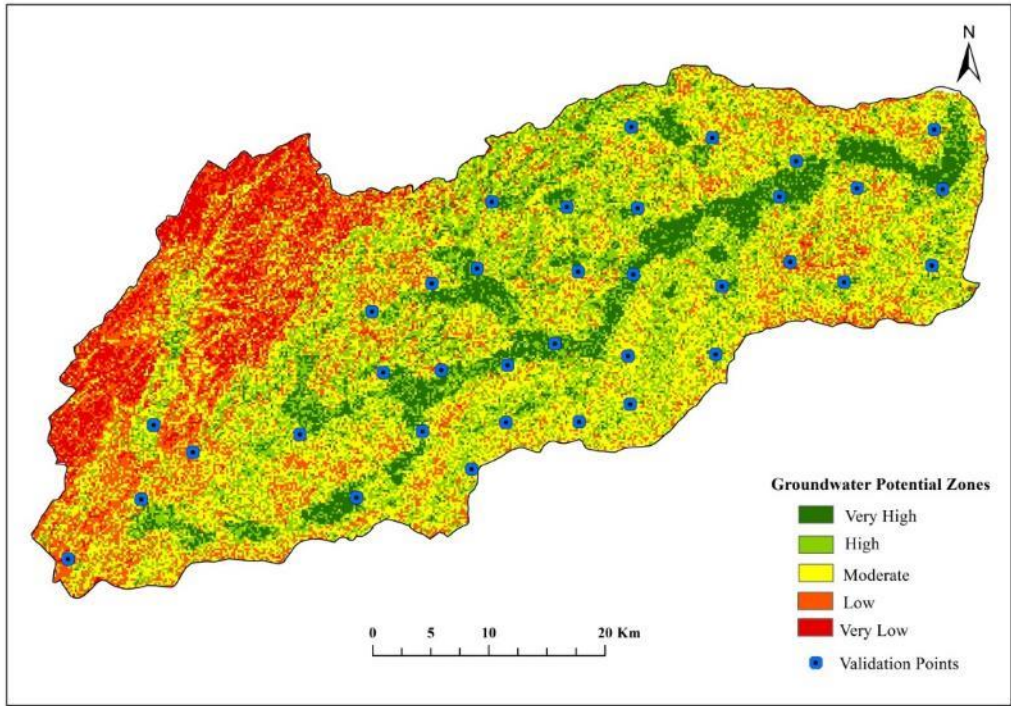 N
Groundwater Potential Zones
Very High
High
Moderate
Low
Very Low
Validation Points
0 5 10 20 Km